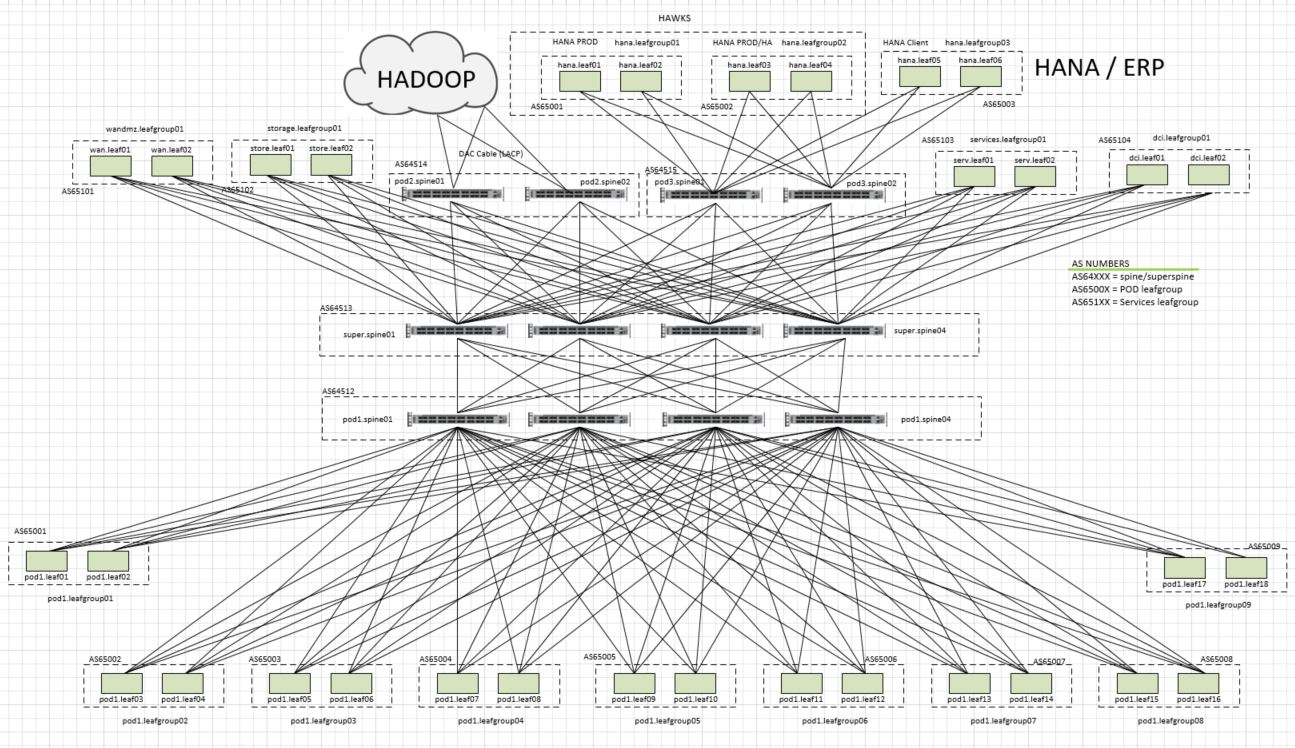 HAWKS
HANA PROD hana.leafgroup01 HANA PROD/HA hana.leafgroup02 HANA Client hana.leafgroup03
hana.leaf01 hana.leaf02 hana.leaf03 hana.leaf04 hana.leaf05 hana.leaf06
HADOOP
HANA / ERP
AS65001 AS65002 AS65003
wandmz.leafgroup01 storage.leafgroup01 services.leafgroup01 dci.leafgroup01
AS65103 AS65104
wan.leaf01 wan.leaf02 store.leaf01 store.leaf02 DAC Cable (LACP) serv.leaf01 serv.leaf02 dci.leaf01 dci.leaf02
AS64514 AS64515
pod2.spine01 pod2.spine02 pod3.spine01 pod3.spine02
AS65101 AS65102
AS NUMBERS
AS64XXX = spine/superspine
AS6500X = POD leafgroup
AS651XX = Services leafgroup
AS64513
super.spine01 super.spine04
AS64512
pod1.spine01 pod1.spine04
AS65001 AS65009
pod1.leaf01 pod1.leaf02 pod1.leaf17 pod1.leaf18
pod1.leafgroup01 pod1.leafgroup09
AS65002 AS65003 AS65004 AS65005 AS65006 AS65007 AS65008
pod1.leaf03 pod1.leaf04 pod1.leaf05 pod1.leaf06 pod1.leaf07 pod1.leaf08 pod1.leaf09 pod1.leaf10 pod1.leaf11 pod1.leaf12 pod1.leaf13 pod1.leaf14 pod1.leaf15 pod1.leaf16
pod1.leafgroup02 pod1.leafgroup03 pod1.leafgroup04 pod1.leafgroup05 pod1.leafgroup06 pod1.leafgroup07 pod1.leafgroup08